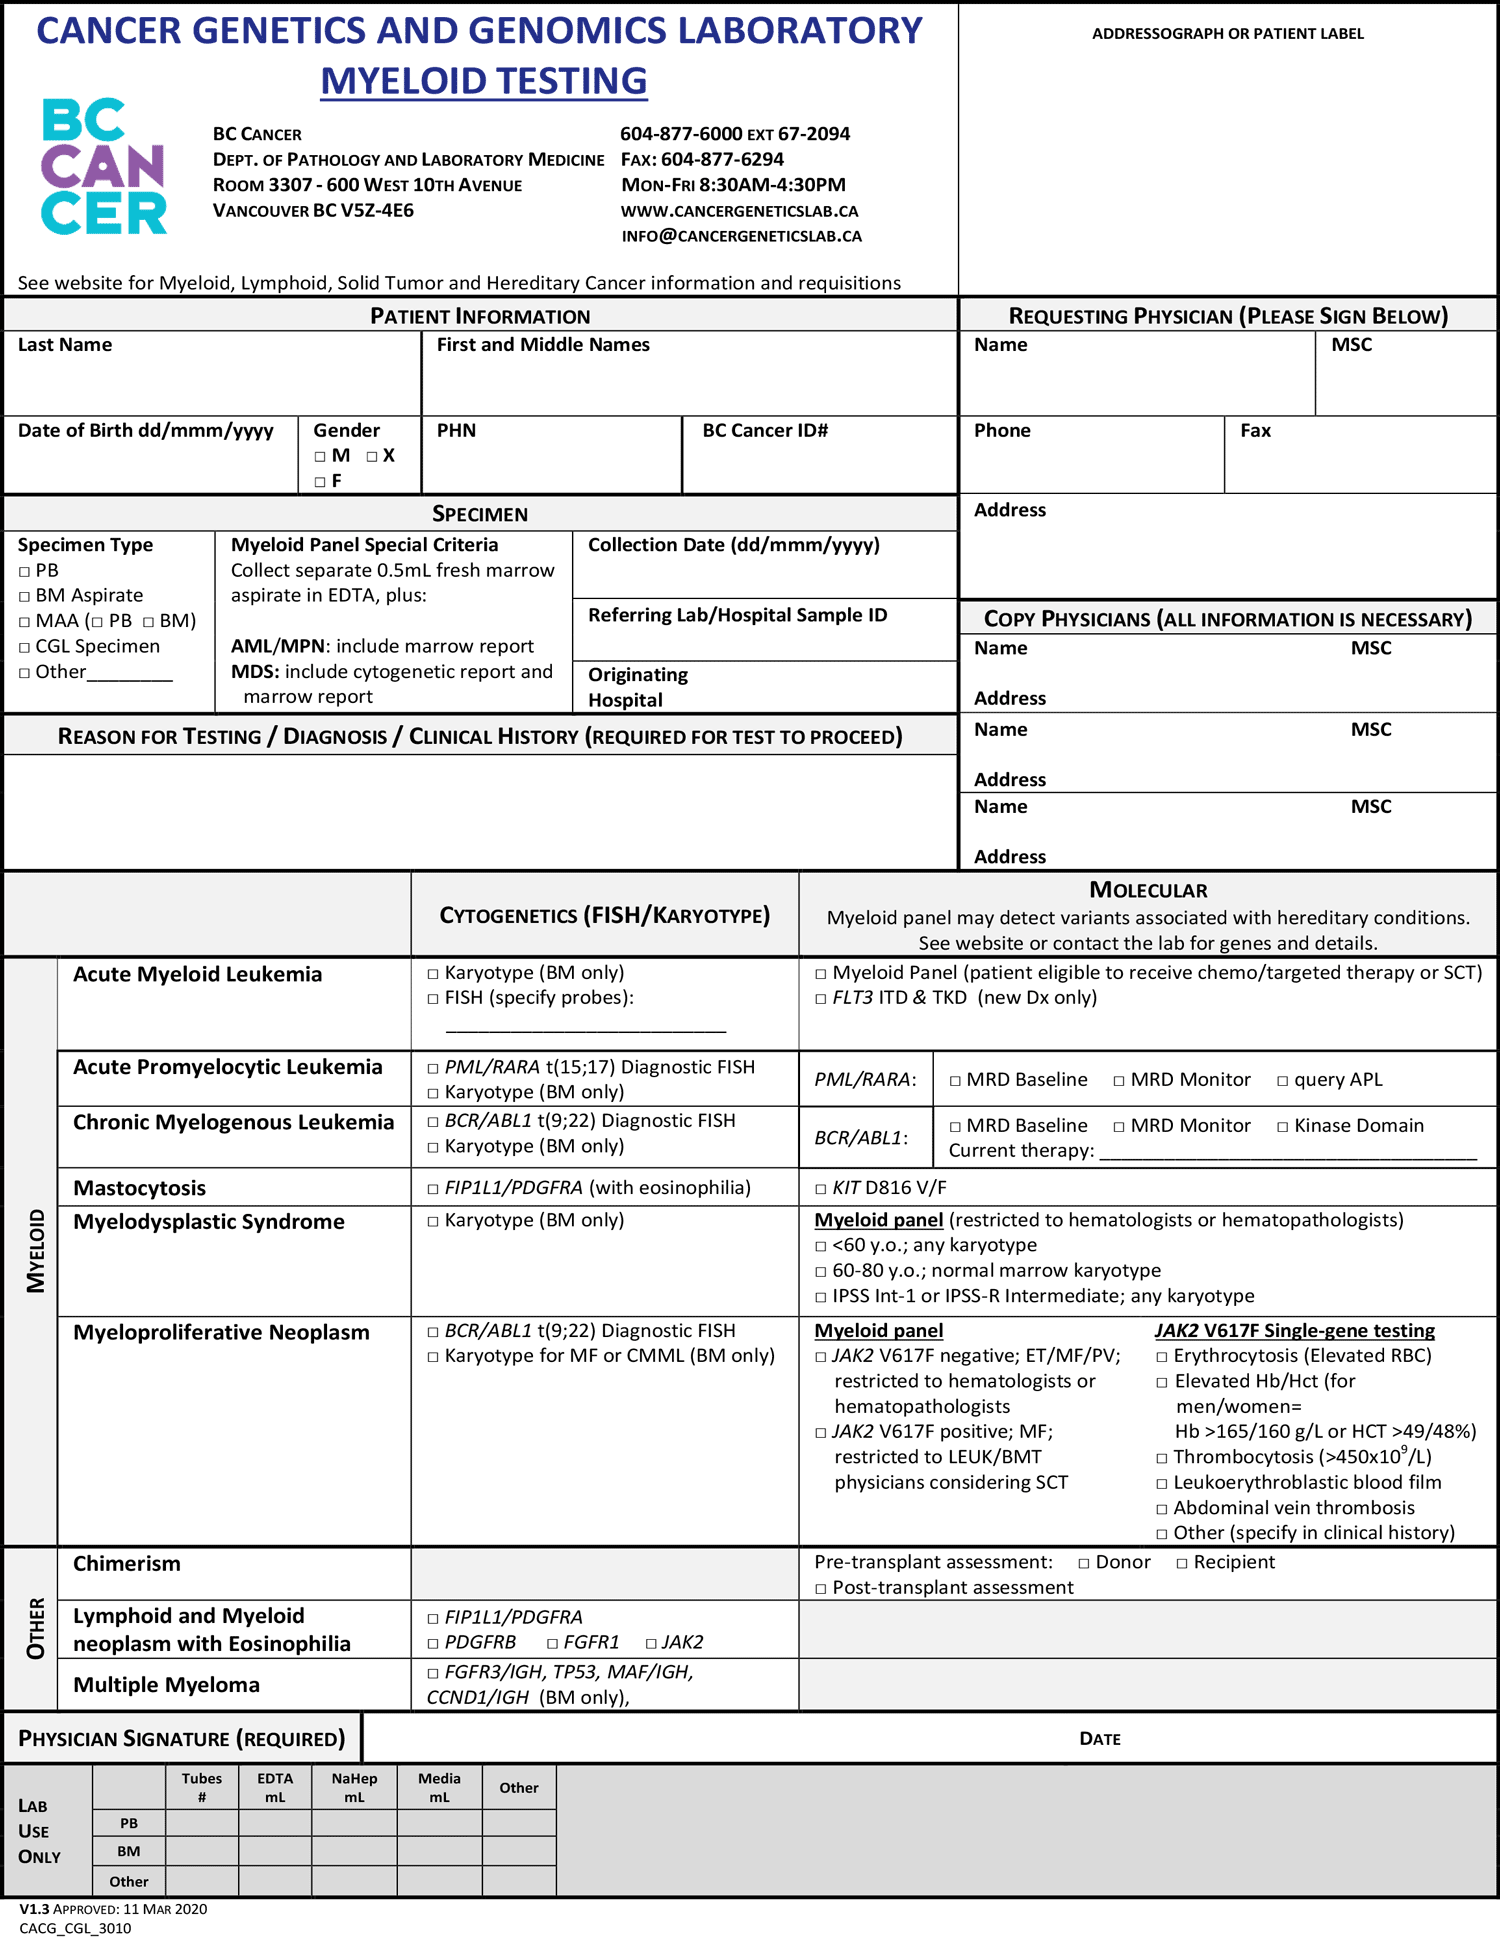 CANCER GENETICS AND GENOMICS LABORATORY
MYELOID TESTING
ADDRESSOGRAPH OR PATIENT LABEL
BC
CAN
CER
BC CANCER
DEPT. OF PATHOLOGY AND LABORATORY MEDICINE
ROOM 3307 - 600 WEST 10TH AVENUE
VANCOUVER BC V5Z-4E6
604-877-6000 EXT 67-2094
FAX: 604-877-6294
MON-FRI 8:30AM-4:30PM
WWW.CANCERGENETICSLAB.CA
INFO@CANCERGENETICSLAB.CA
See website for Myeloid, Lymphoid, Solid Tumor and Hereditary Cancer information and requisitions
PATIENT INFORMATION
Last Name
First and Middle Names
Date of Birth dd/mmm/yyyy
Gender
□ M □ X
□ F
PHN
BC Cancer ID#
REQUESTING PHYSICIAN (PLEASE SIGN BELOW)
Name
MSC
Phone
Fax
Address
SPECIMEN
Specimen Type
□ PB
□ BM Aspirate
□ MAA (□ PB □ BM)
□ CGL Specimen
□ Other________
Myeloid Panel Special Criteria
Collect separate 0.5mL fresh marrow
aspirate in EDTA, plus:
AML/MPN: include marrow report
MDS: include cytogenetic report and
marrow report
Collection Date (dd/mmm/yyyy)
Referring Lab/Hospital Sample ID
Originating
Hospital
COPY PHYSICIANS (ALL INFORMATION IS NECESSARY)
Name MSC
Address
Name MSC
Address
Name MSC
Address
REASON FOR TESTING / DIAGNOSIS / CLINICAL HISTORY (REQUIRED FOR TEST TO PROCEED)
CYTOGENETICS (FISH/KARYOTYPE)
MOLECULAR
Myeloid panel may detect variants associated with hereditary conditions.
See website or contact the lab for genes and details.
MYELOID
Acute Myeloid Leukemia
□ Karyotype (BM only)
□ FISH (specify probes):
__________________________
□ Myeloid Panel (patient eligible to receive chemo/targeted therapy or SCT)
□ FLT3 ITD & TKD (new Dx only)
Acute Promyelocytic Leukemia
□ PML/RARA t(15;17) Diagnostic FISH
□ Karyotype (BM only)
PML/RARA:
□ MRD Baseline □ MRD Monitor □ query APL
Chronic Myelogenous Leukemia
□ BCR/ABL1 t(9;22) Diagnostic FISH
□ Karyotype (BM only)
BCR/ABL1:
□ MRD Baseline □ MRD Monitor □ Kinase Domain
Current therapy: ___________________________________
Mastocytosis
□ FIP1L1/PDGFRA (with eosinophilia)
□ KIT D816 V/F
Myelodysplastic Syndrome
□ Karyotype (BM only)
Myeloid panel (restricted to hematologists or hematopathologists)
□ <60 y.o.; any karyotype
□ 60-80 y.o.; normal marrow karyotype
□ IPSS Int-1 or IPSS-R Intermediate; any karyotype
Myeloproliferative Neoplasm
□ BCR/ABL1 t(9;22) Diagnostic FISH
□ Karyotype for MF or CMML (BM only)
Myeloid panel
□ JAK2 V617F negative; ET/MF/PV;
restricted to hematologists or
hematopathologists
□ JAK2 V617F positive; MF;
restricted to LEUK/BMT
physicians considering SCT
JAK2 V617F Single-gene testing
□ Erythrocytosis (Elevated RBC)
□ Elevated Hb/Hct (for
men/women=
Hb >165/160 g/L or HCT >49/48%)
□ Thrombocytosis (>450x10⁹/L)
□ Leukoerythroblastic blood film
□ Abdominal vein thrombosis
□ Other (specify in clinical history)
OTHER
Chimerism
Pre-transplant assessment: □ Donor □ Recipient
□ Post-transplant assessment
Lymphoid and Myeloid
neoplasm with Eosinophilia
□ FIP1L1/PDGFRA
□ PDGFRB □ FGFR1 □ JAK2
Multiple Myeloma
□ FGFR3/IGH, TP53, MAF/IGH,
CCND1/IGH (BM only),
PHYSICIAN SIGNATURE (REQUIRED)
DATE
LAB
USE
ONLY
Tubes
#
EDTA
mL
NaHep
mL
Media
mL
Other
PB
BM
Other
V1.3 APPROVED: 11 MAR 2020
CACG_CGL_3010